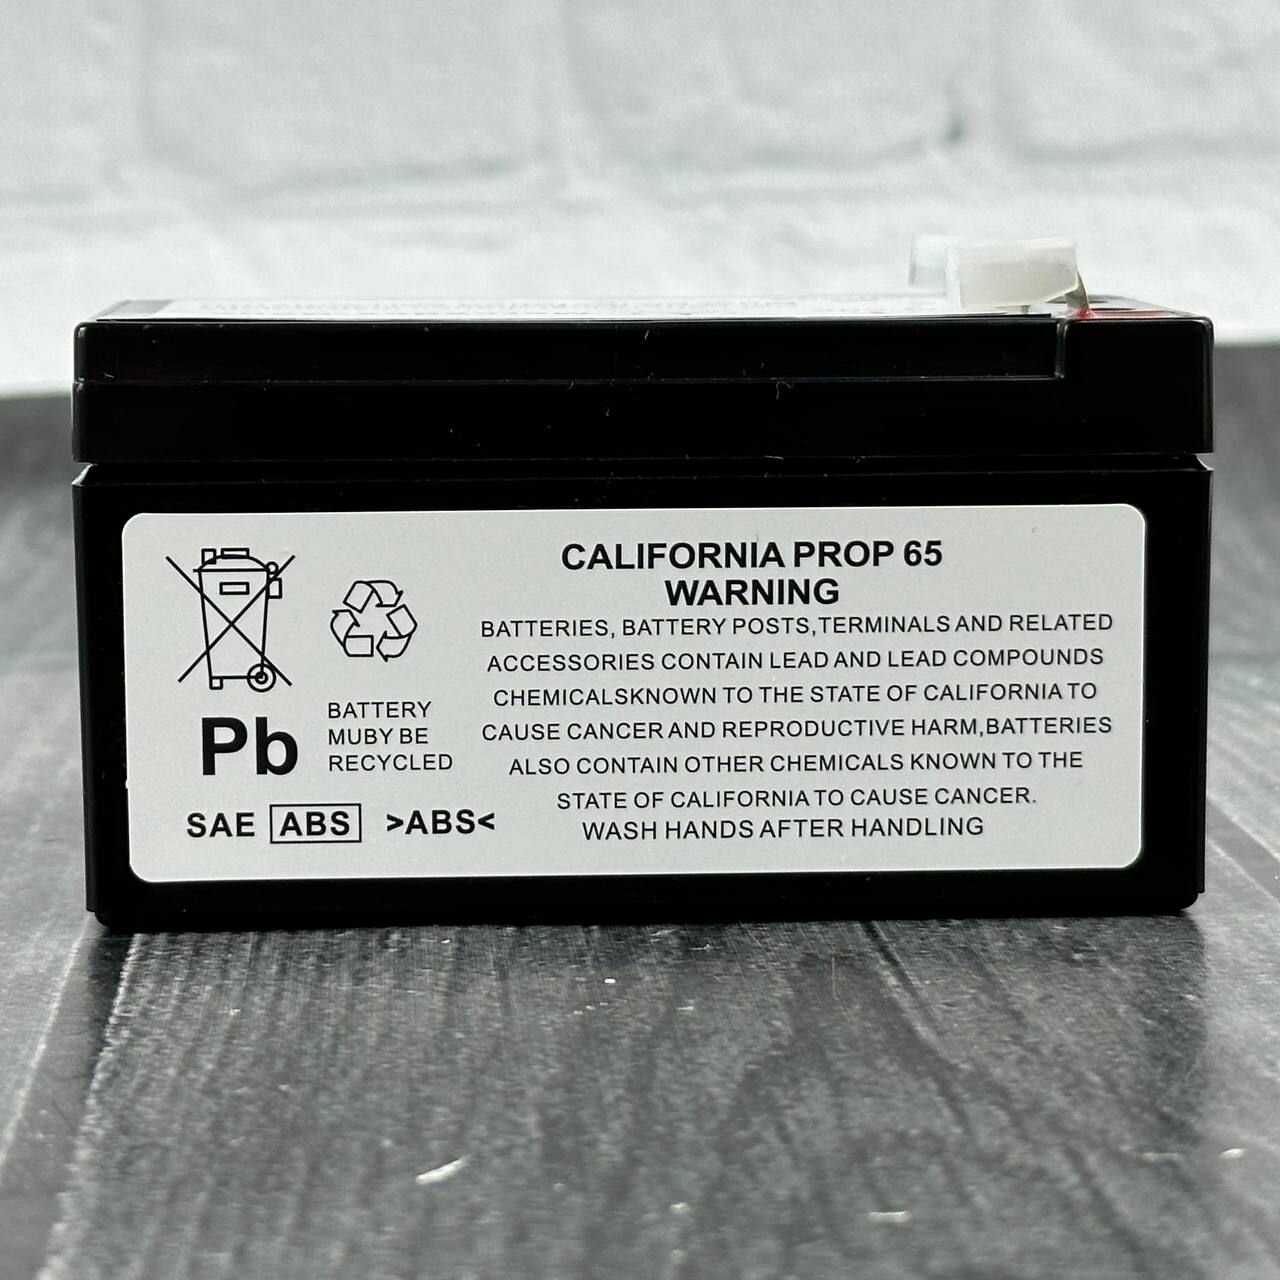 CALIFORNIA PROP 65
WARNING
BATTERIES, BATTERY POSTS,TERMINALS AND RELATED
ACCESSORIES CONTAIN LEAD AND LEAD COMPOUNDS
CHEMICALSKNOWN TO THE STATE OF CALIFORNIA TO
CAUSE CANCER AND REPRODUCTIVE HARM,BATTERIES
ALSO CONTAIN OTHER CHEMICALS KNOWN TO THE
STATE OF CALIFORNIA TO CAUSE CANCER.
WASH HANDS AFTER HANDLING
Pb
BATTERY
MUBY BE
RECYCLED
SAE ABS >ABS<